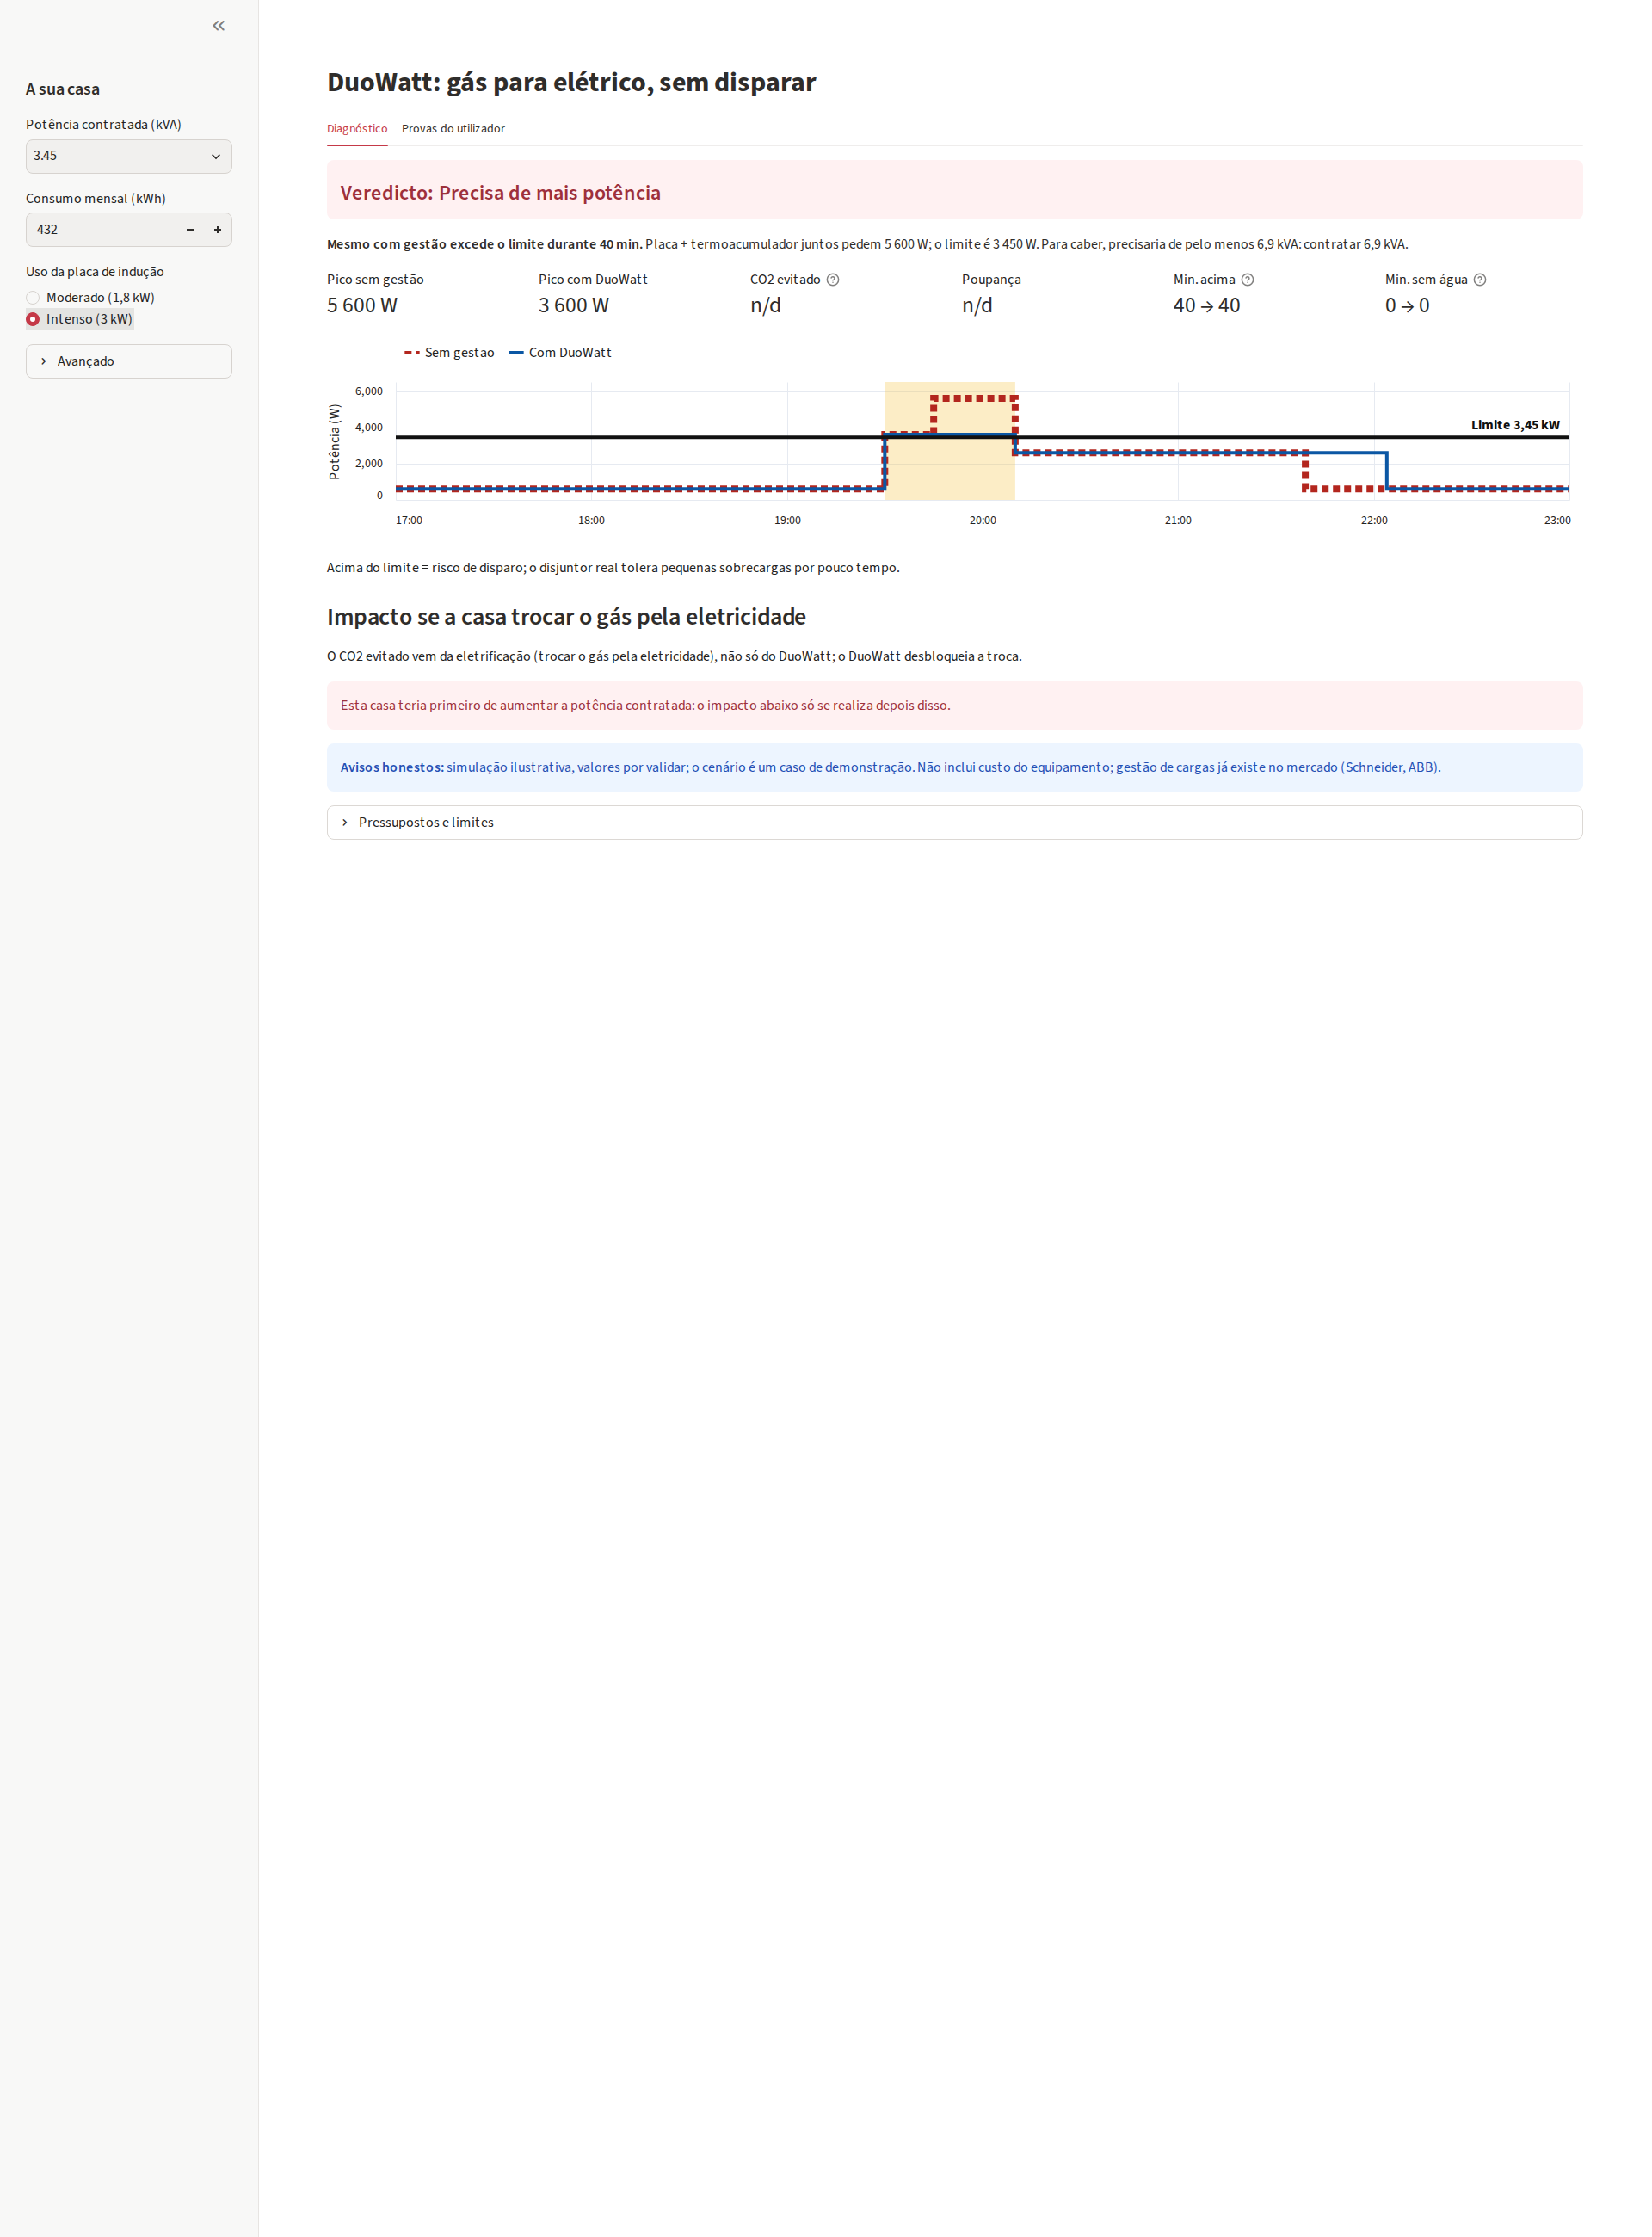 A sua casa
Potência contratada (kVA)
3.45
Consumo mensal (kWh)
432
Uso da placa de indução
Moderado (1,8 kW)
Intenso (3 kW)
Avançado
DuoWatt: gás para elétrico, sem disparar
Diagnóstico Provas do utilizador
Veredicto: Precisa de mais potência
Mesmo com gestão excede o limite durante 40 min. Placa + termoacumulador juntos pedem 5 600 W; o limite é 3 450 W. Para caber, precisaria de pelo menos 6,9 kVA: contratar 6,9 kVA.
Pico sem gestão Pico com DuoWatt CO2 evitado Poupança Min. acima Min. sem água
5 600 W 3 600 W n/d n/d 40 → 40 0 → 0
Sem gestão Com DuoWatt
Potência (W)
6,000
4,000
2,000
0
Limite 3,45 kW
17:00 18:00 19:00 20:00 21:00 22:00 23:00
Acima do limite = risco de disparo; o disjuntor real tolera pequenas sobrecargas por pouco tempo.
Impacto se a casa trocar o gás pela eletricidade
O CO2 evitado vem da eletrificação (trocar o gás pela eletricidade), não só do DuoWatt; o DuoWatt desbloqueia a troca.
Esta casa teria primeiro de aumentar a potência contratada: o impacto abaixo só se realiza depois disso.
Avisos honestos: simulação ilustrativa, valores por validar; o cenário é um caso de demonstração. Não inclui custo do equipamento; gestão de cargas já existe no mercado (Schneider, ABB).
Pressupostos e limites